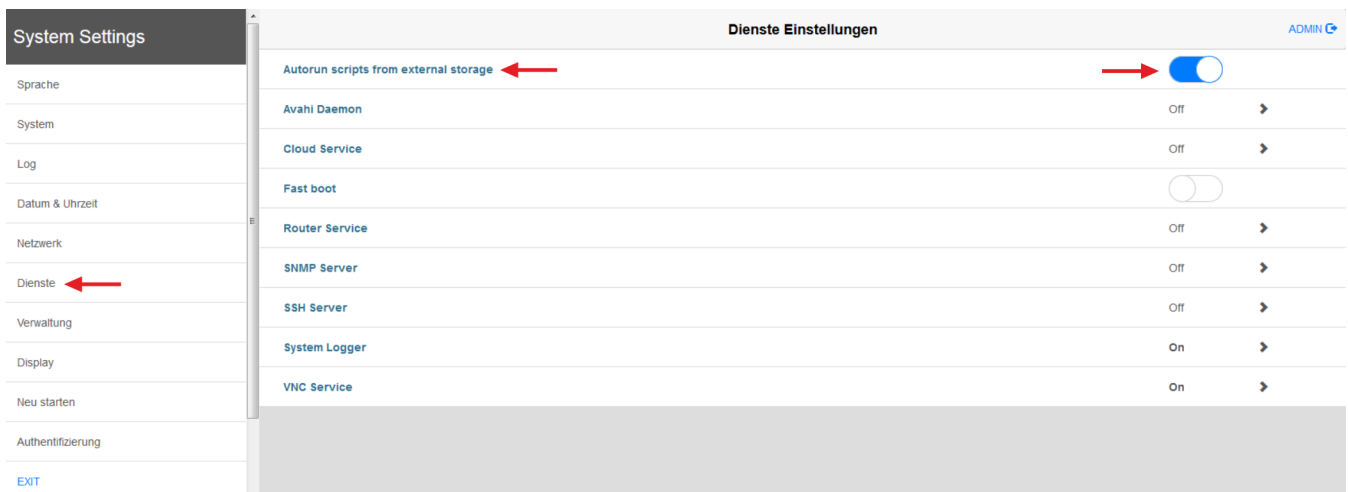 System Settings
Dienste Einstellungen
ADMIN
Sprache
System
Log
Datum & Uhrzeit
Netzwerk
Dienste
Verwaltung
Display
Neu starten
Authentifizierung
EXIT
Autorun scripts from external storage
Avahi Daemon Off
Cloud Service Off
Fast boot
Router Service Off
SNMP Server Off
SSH Server Off
System Logger On
VNC Service On